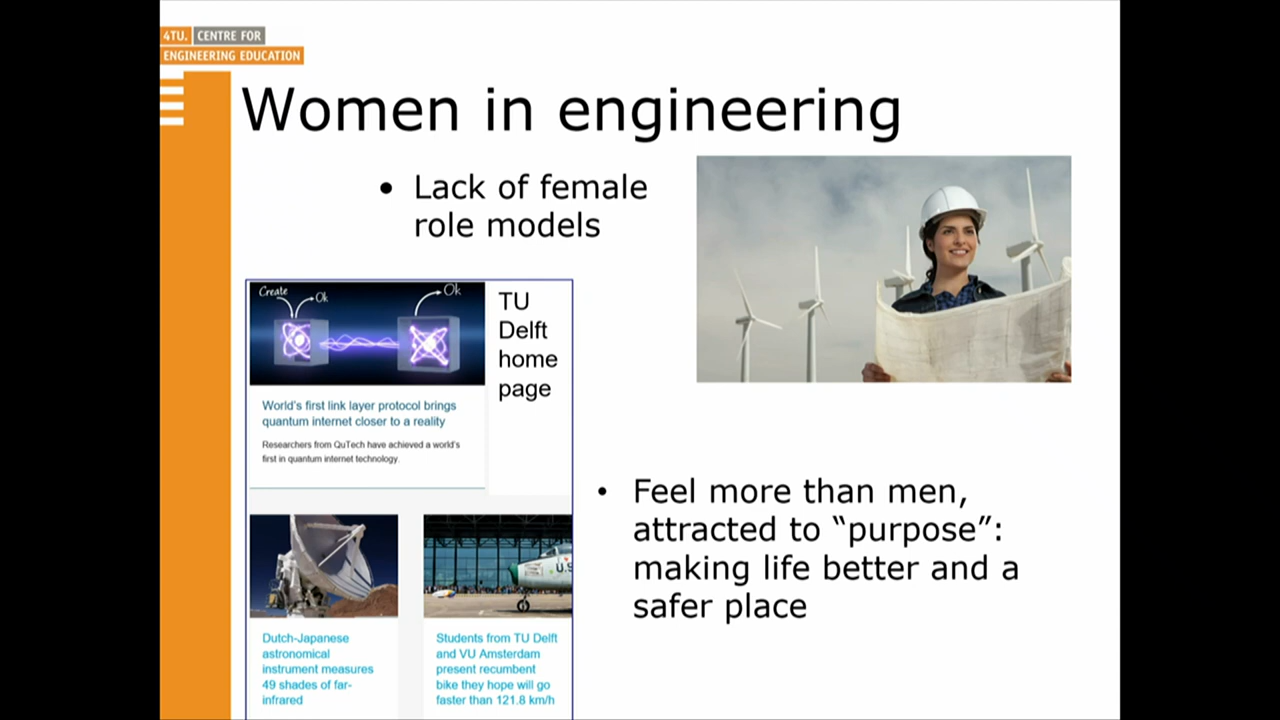 4TU. CENTRE FOR
ENGINEERING EDUCATION
Women in engineering
• Lack of female
role models
Create
Ok
Ok
TU
Delft
home
page
World's first link layer protocol brings
quantum internet closer to a reality
Researchers from QuTech have achieved a world's
first in quantum internet technology.
• Feel more than men,
attracted to “purpose”:
making life better and a
safer place
U.S
Dutch-Japanese
astronomical
instrument measures
49 shades of far-
infrared
Students from TU Delft
and VU Amsterdam
present recumbent
bike they hope will go
faster than 121.8 km/h